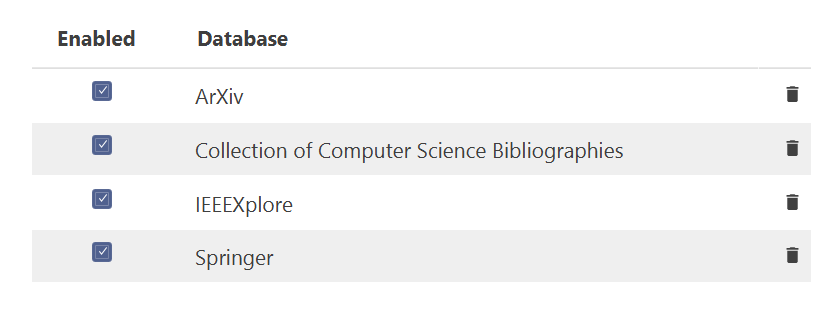 Enabled Database
ArXiv
Collection of Computer Science Bibliographies
IEEEXplore
Springer